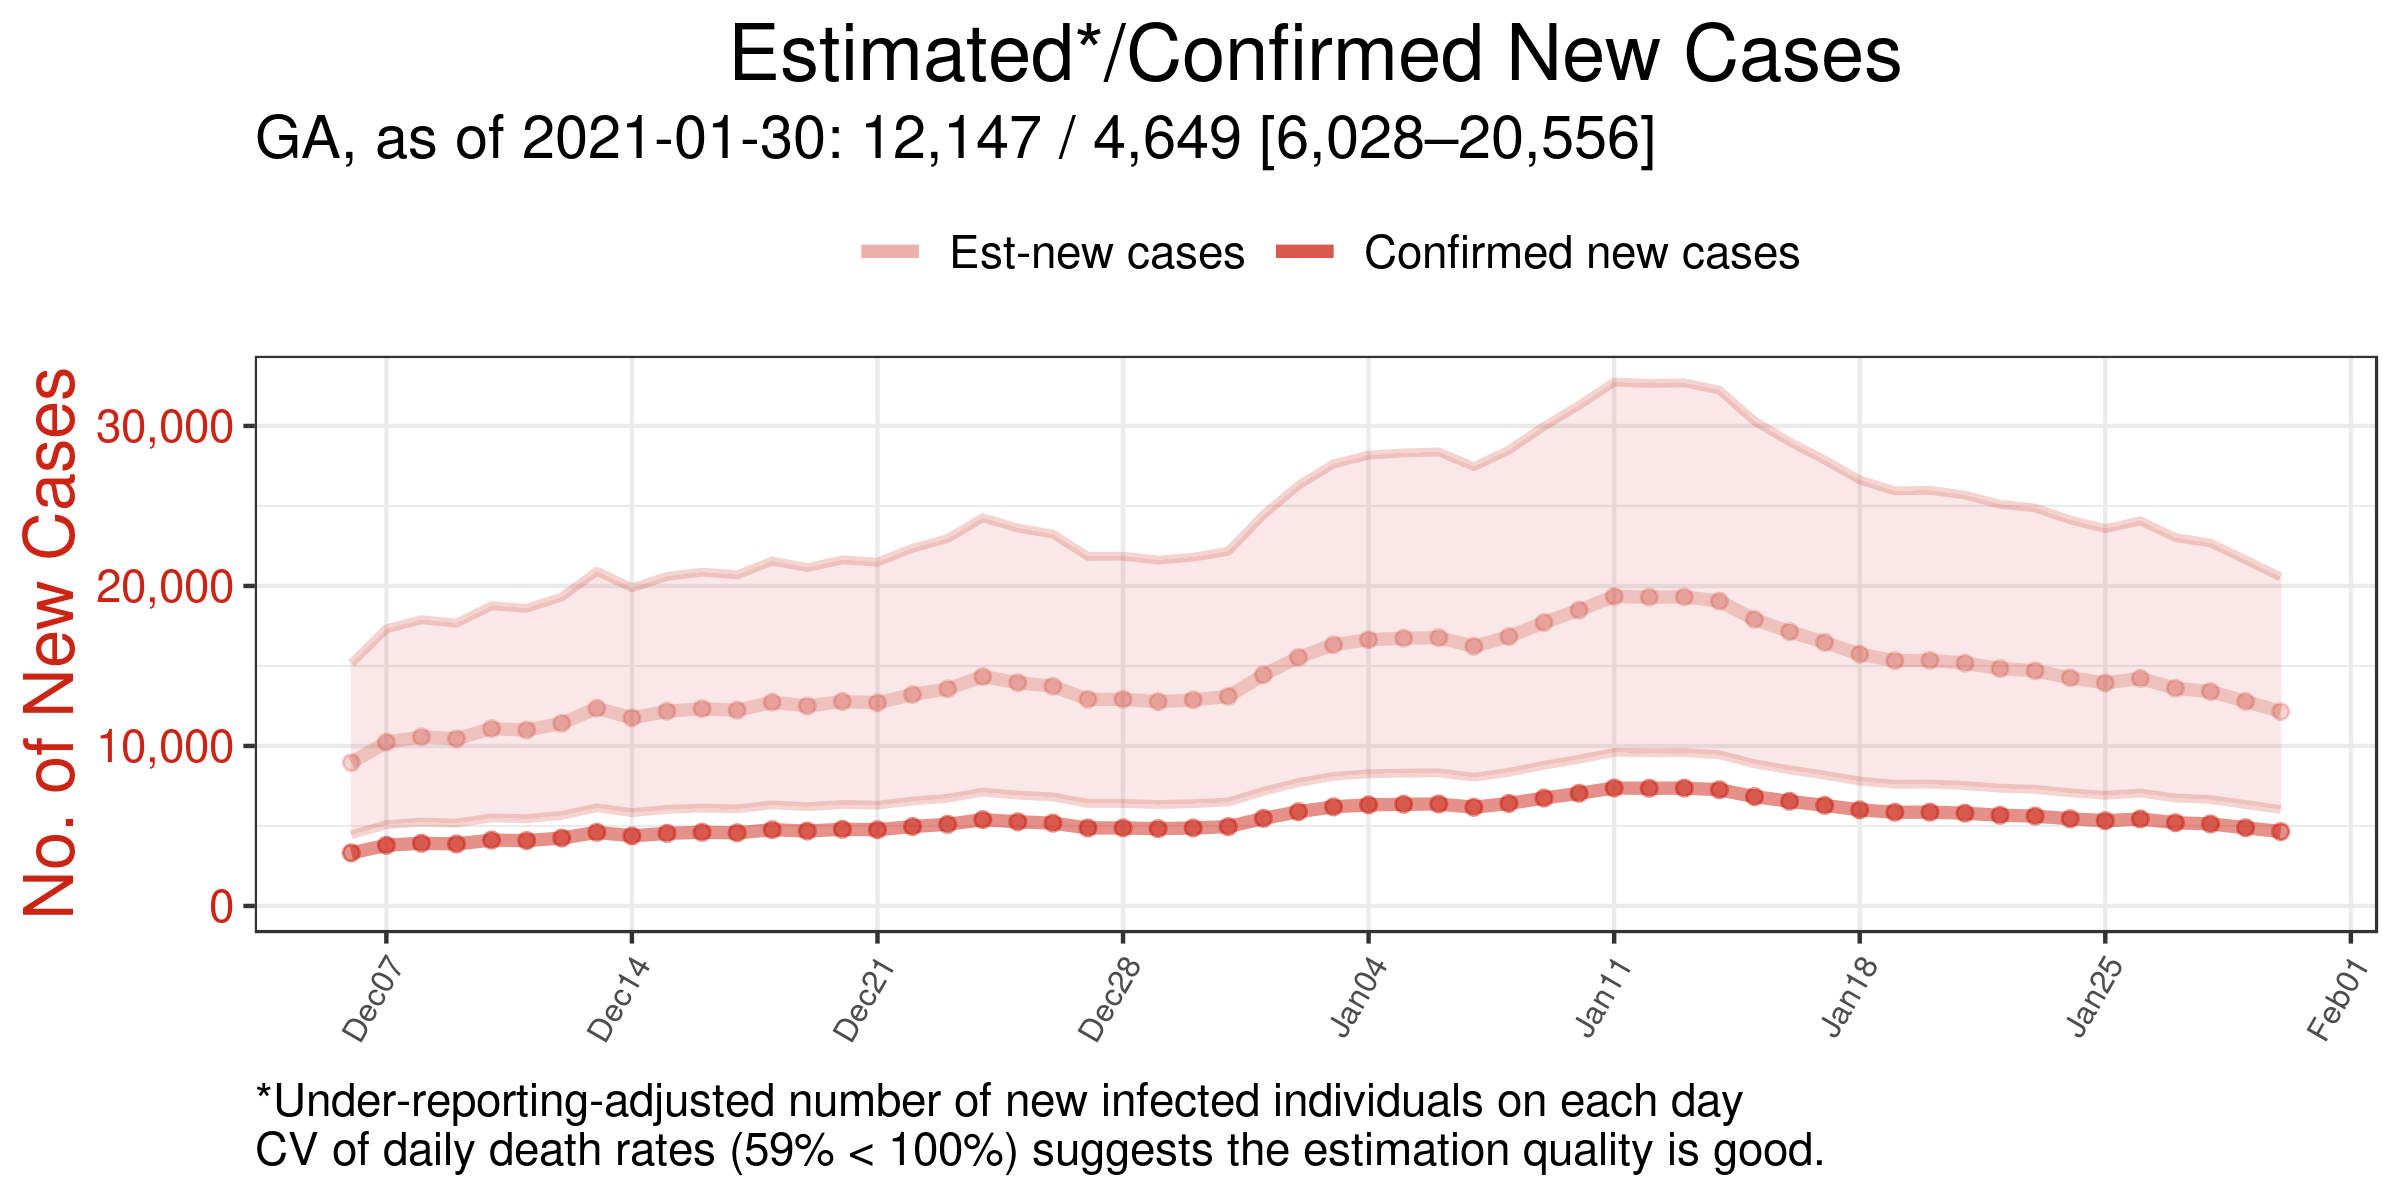 Estimated*/Confirmed New Cases
GA, as of 2021-01-30: 12,147 / 4,649 [6,028–20,556]
Est-new cases
Confirmed new cases
No. of New Cases
30,000
20,000
10,000
0
Dec07
Dec14
Dec21
Dec28
Jan04
Jan11
Jan18
Jan25
Feb01
*Under-reporting-adjusted number of new infected individuals on each day
CV of daily death rates (59% < 100%) suggests the estimation quality is good.